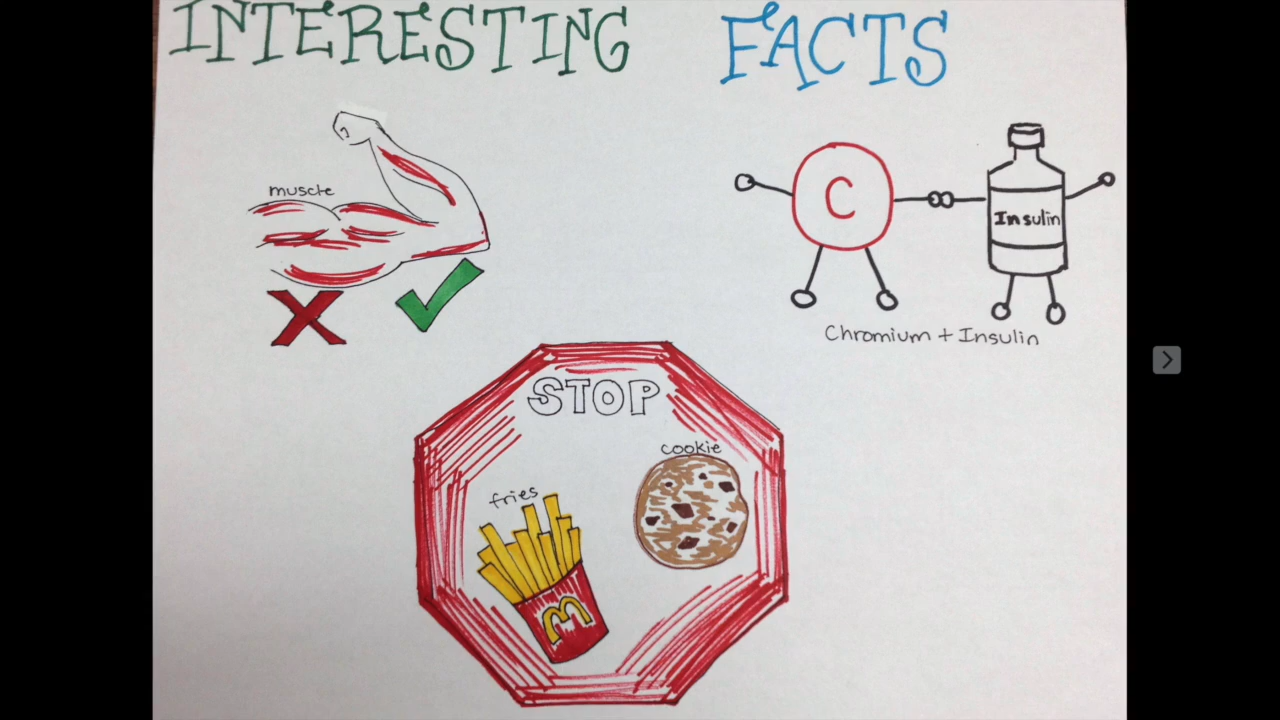 INTERESTING FACTS
muscle
C
Insulin
Chromium + Insulin
STOP
cookie
fries
M